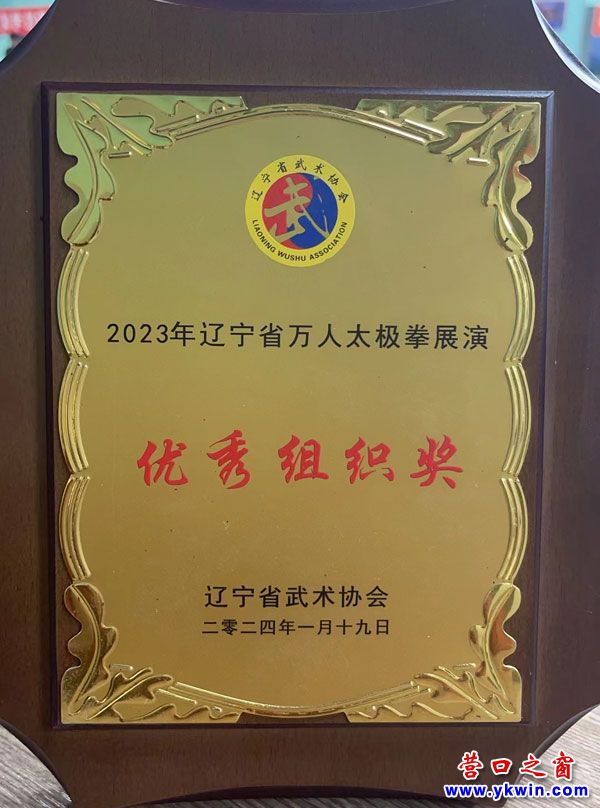 辽宁省武术协会
武
LIAONING WUSHU ASSOCIATION
2023年辽宁省万人太极拳展演
优秀组织奖
辽宁省武术协会
二零二四年一月十九日
营口之窗
www.ykwin.com